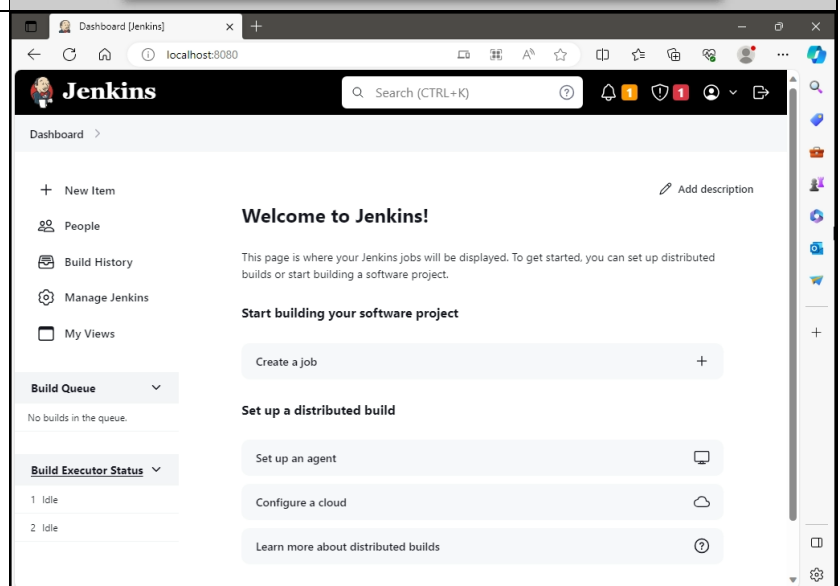 Dashboard [Jenkins]
localhost:8080
Jenkins
Search (CTRL+K)
1
1
Dashboard
New Item
People
Build History
Manage Jenkins
My Views
Build Queue
No builds in the queue.
Build Executor Status
1 Idle
2 Idle
Add description
Welcome to Jenkins!
This page is where your Jenkins jobs will be displayed. To get started, you can set up distributed
builds or start building a software project.
Start building your software project
Create a job
Set up a distributed build
Set up an agent
Configure a cloud
Learn more about distributed builds